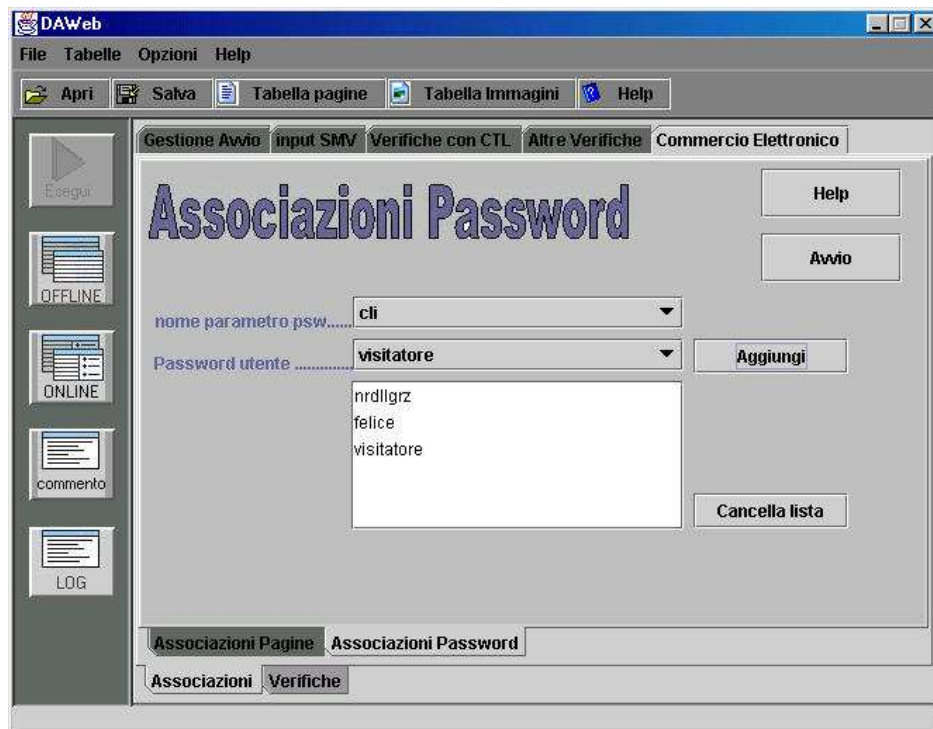 DAWeb
File Tabelle Opzioni Help
Apri Salva Tabella pagine Tabella Immagini Help
Gestione Avvio input SMV Verifiche con CTL Altre Verifiche Commercio Elettronico
Esegui
Associazioni Password
Help
Avvio
OFFLINE
nome parametro psw...... cli
Password utente .............. visitatore Aggiungi
ONLINE
nrdllgrz
felice
visitatore
commento
Cancella lista
LOG
Associazioni Pagine Associazioni Password
Associazioni Verifiche